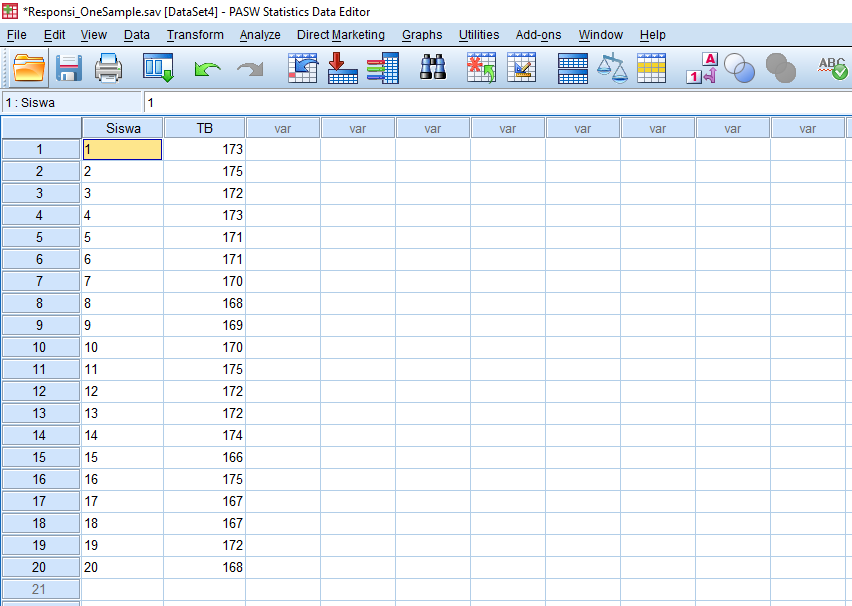 *Responsi_OneSample.sav [DataSet4] - PASW Statistics Data Editor
File Edit View Data Transform Analyze Direct Marketing Graphs Utilities Add-ons Window Help
1 A ABC
1 : Siswa 1
Siswa TB var var var var var var var var
1 1 173
2 2 175
3 3 172
4 4 173
5 5 171
6 6 171
7 7 170
8 8 168
9 9 169
10 10 170
11 11 175
12 12 172
13 13 172
14 14 174
15 15 166
16 16 175
17 17 167
18 18 167
19 19 172
20 20 168
21